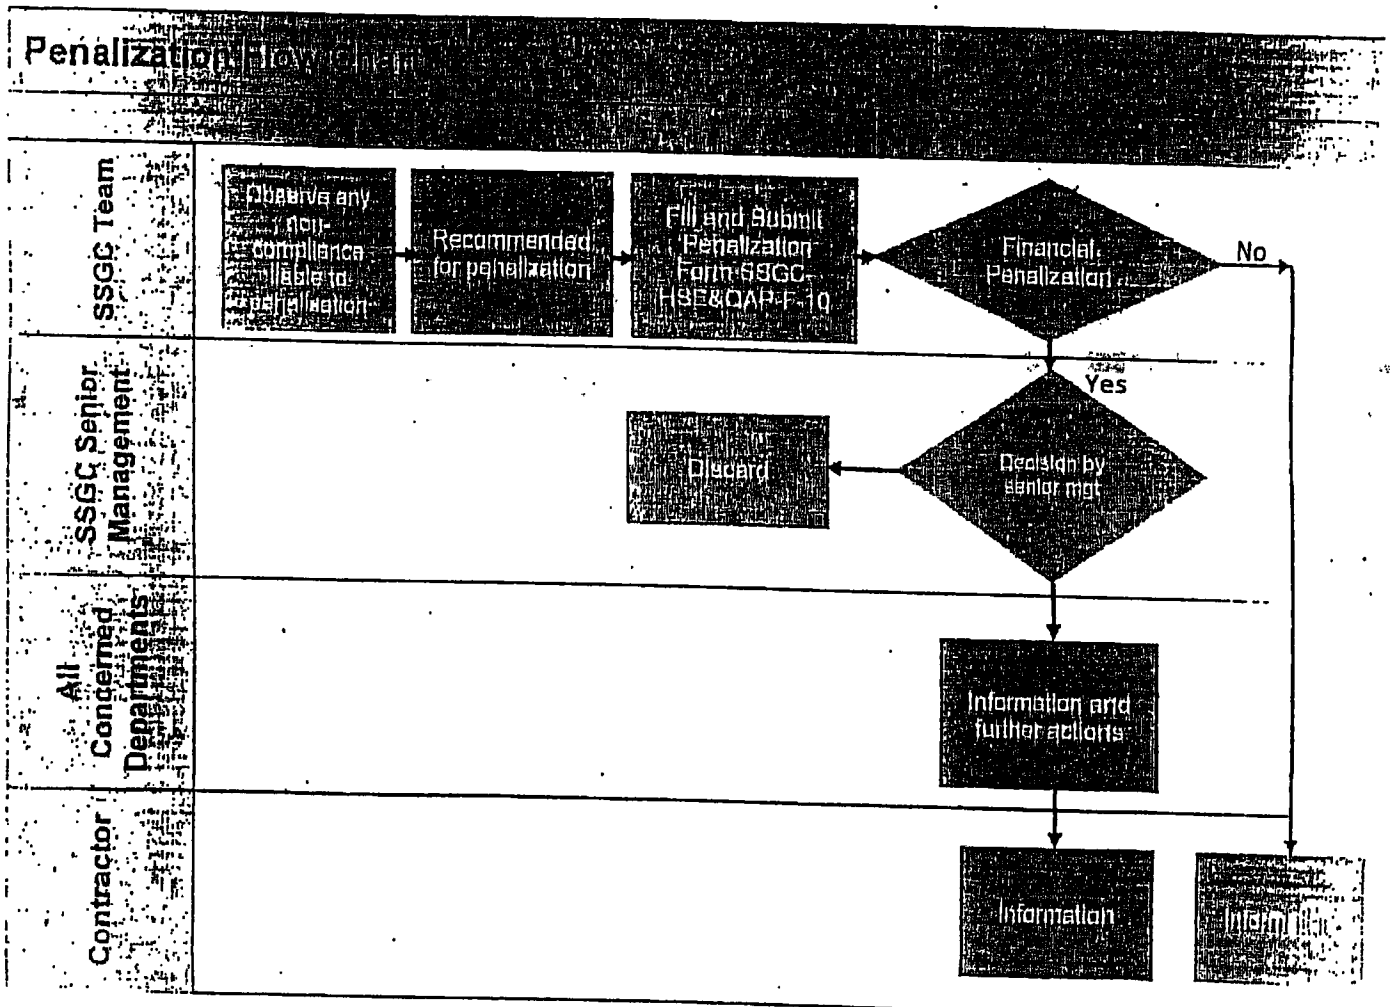 Penalization Flow Chart
SSGC Team
Observe any
non-
compliance
liable to
penalization
Recommended
for penalization
Fill and Submit
Penalization
Form SSGC-
HSE&QAP-F-10
Financial
Penalization
No
Yes
SSGC Senior
Management
Discard
Decision by
senior mgt
All
Concerned
Departments
Information and
further actions
Contractor
Information
Information